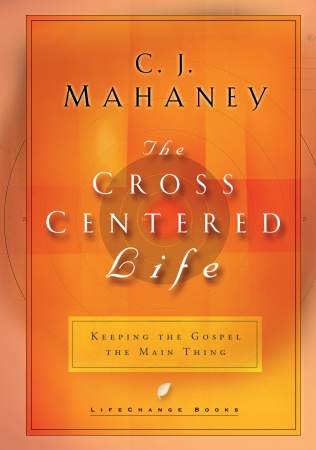 C. J.
MAHANEY
The
CROSS
CENTERED
Life
KEEPING THE GOSPEL
THE MAIN THING
LIFECHANGE BOOKS